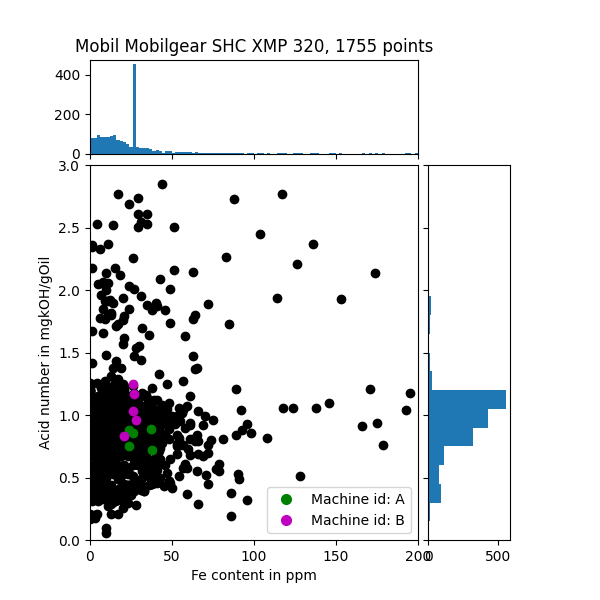 Mobil Mobilgear SHC XMP 320, 1755 points
400
200
0
3.0
2.5
2.0
1.5
1.0
0.5
0.0
Acid number in mgkOH/gOil
Machine id: A
Machine id: B
0 50 100 150 200
0 500
Fe content in ppm